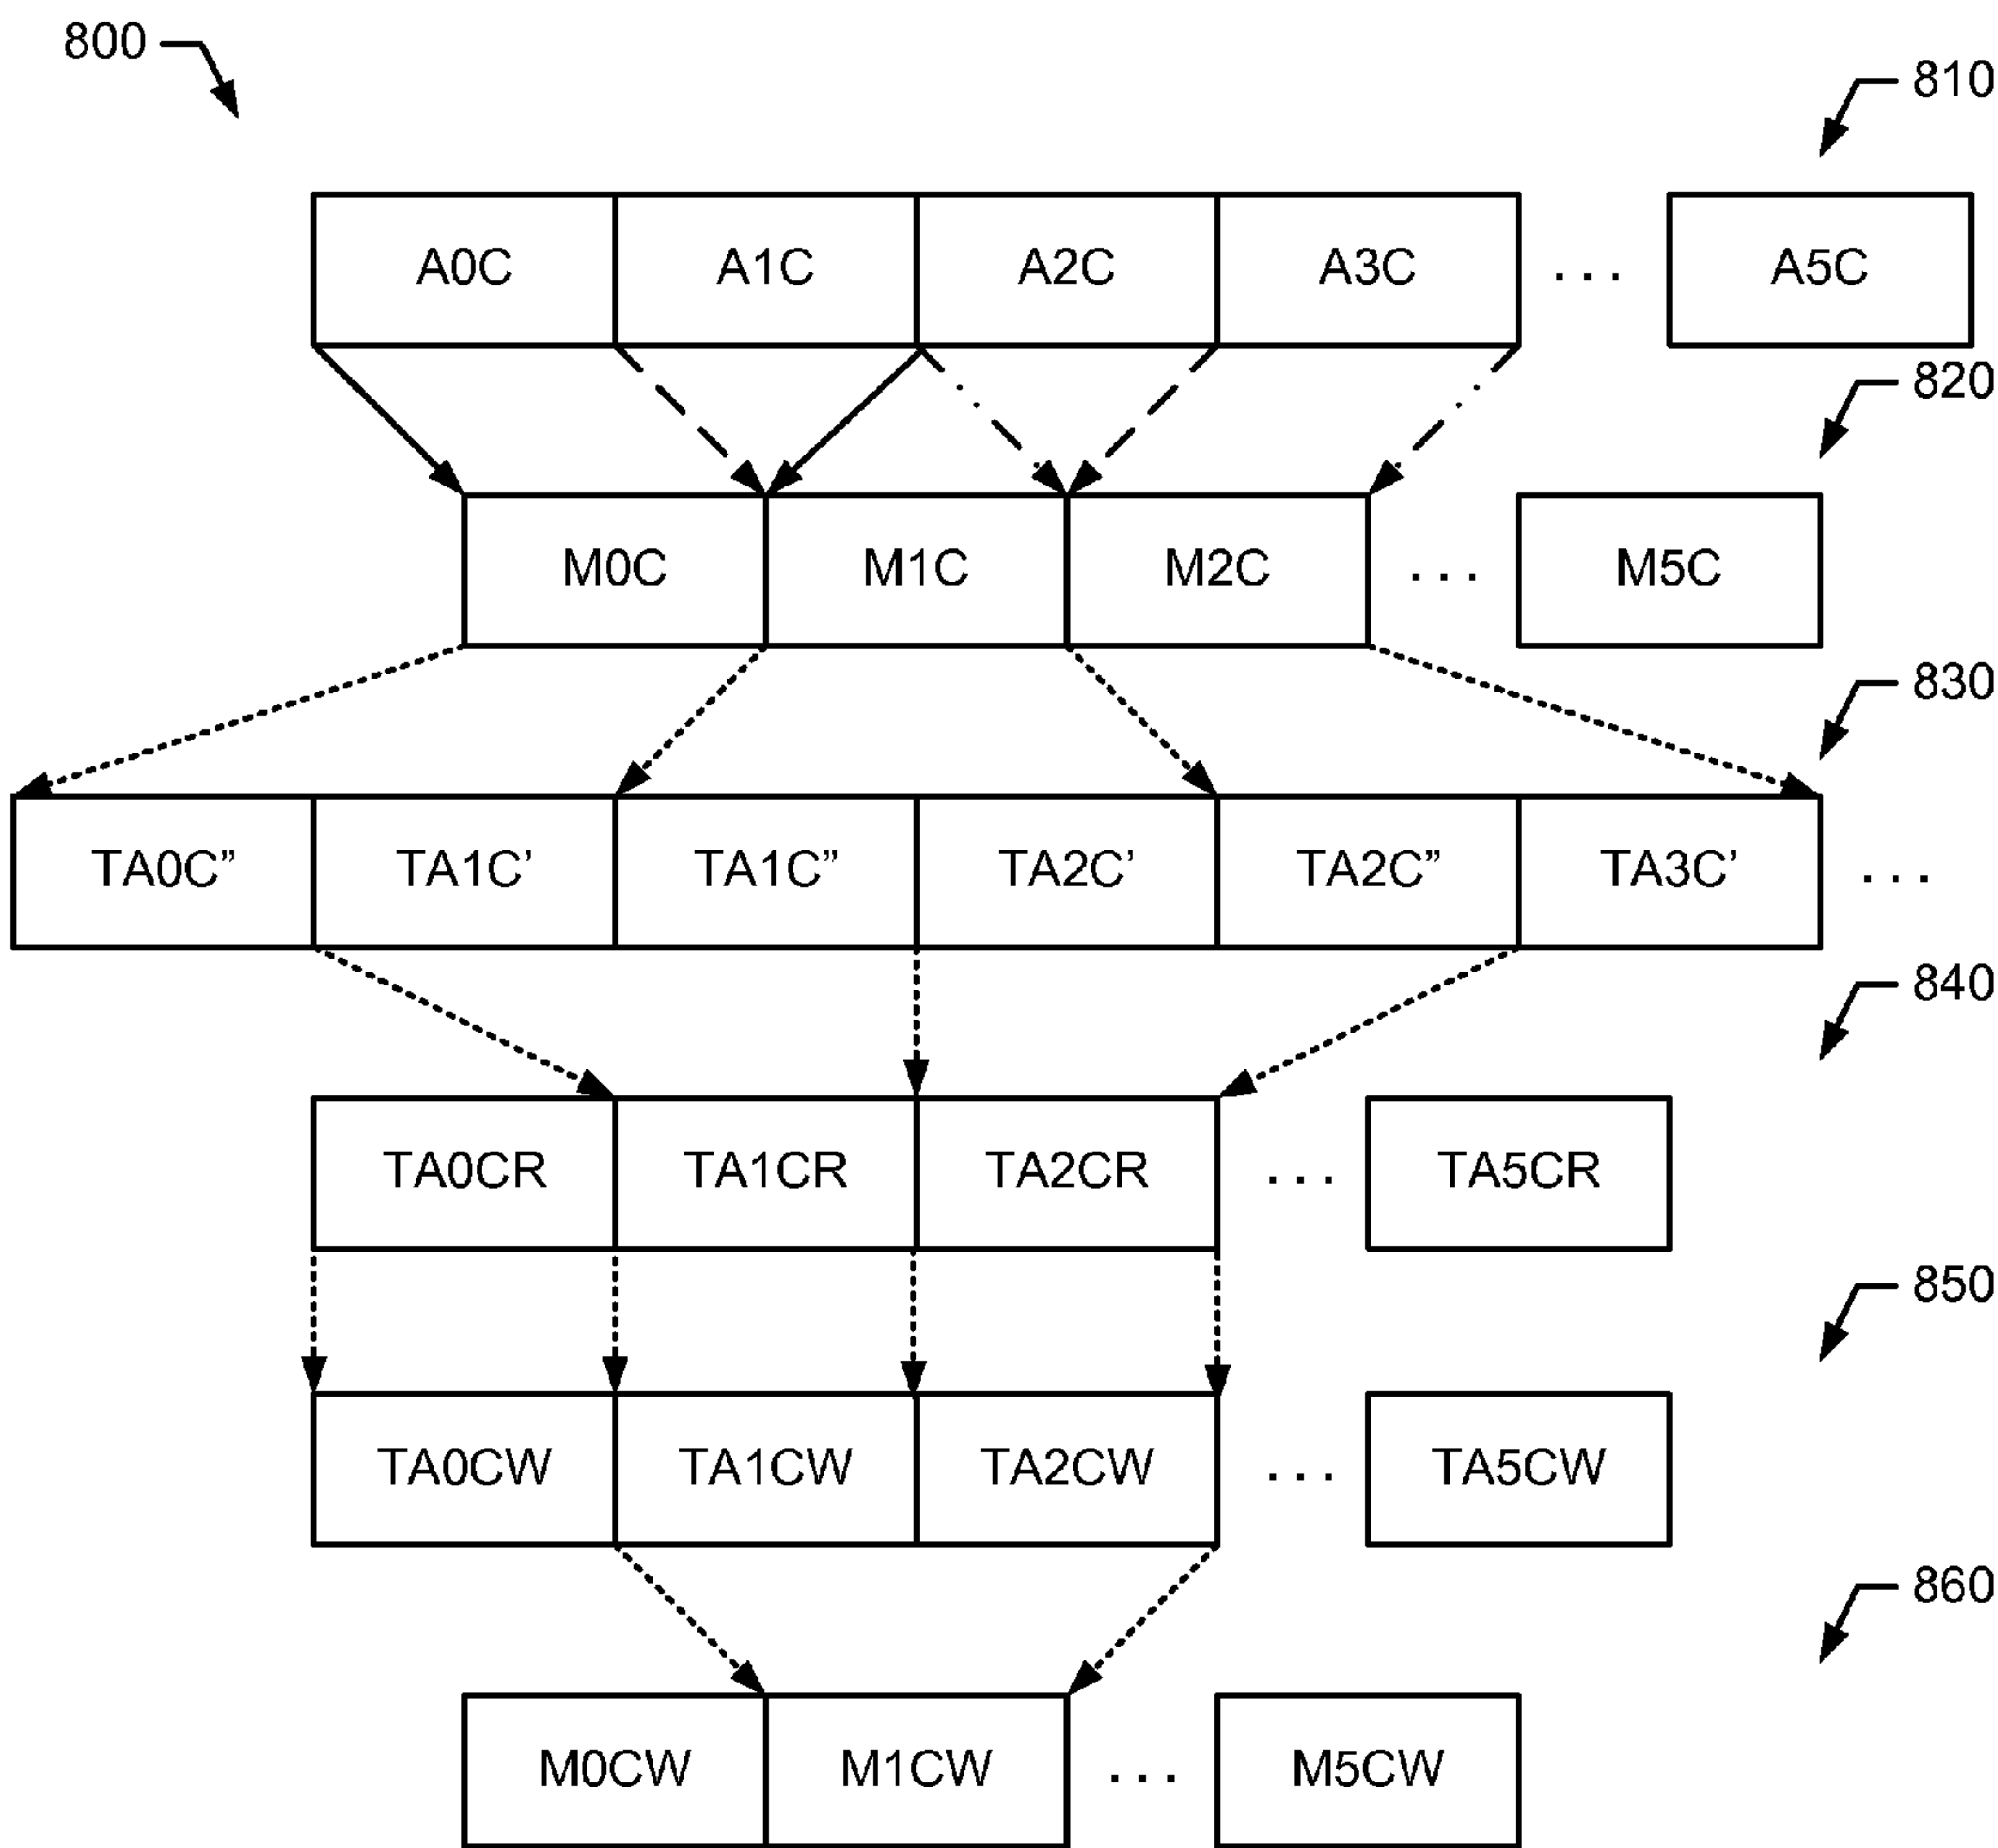 800
810
A0C A1C A2C A3C ... A5C
820
M0C M1C M2C ... M5C
830
TA0C” TA1C’ TA1C” TA2C’ TA2C” TA3C’ ...
840
TA0CR TA1CR TA2CR ... TA5CR
850
TA0CW TA1CW TA2CW ... TA5CW
860
M0CW M1CW ... M5CW